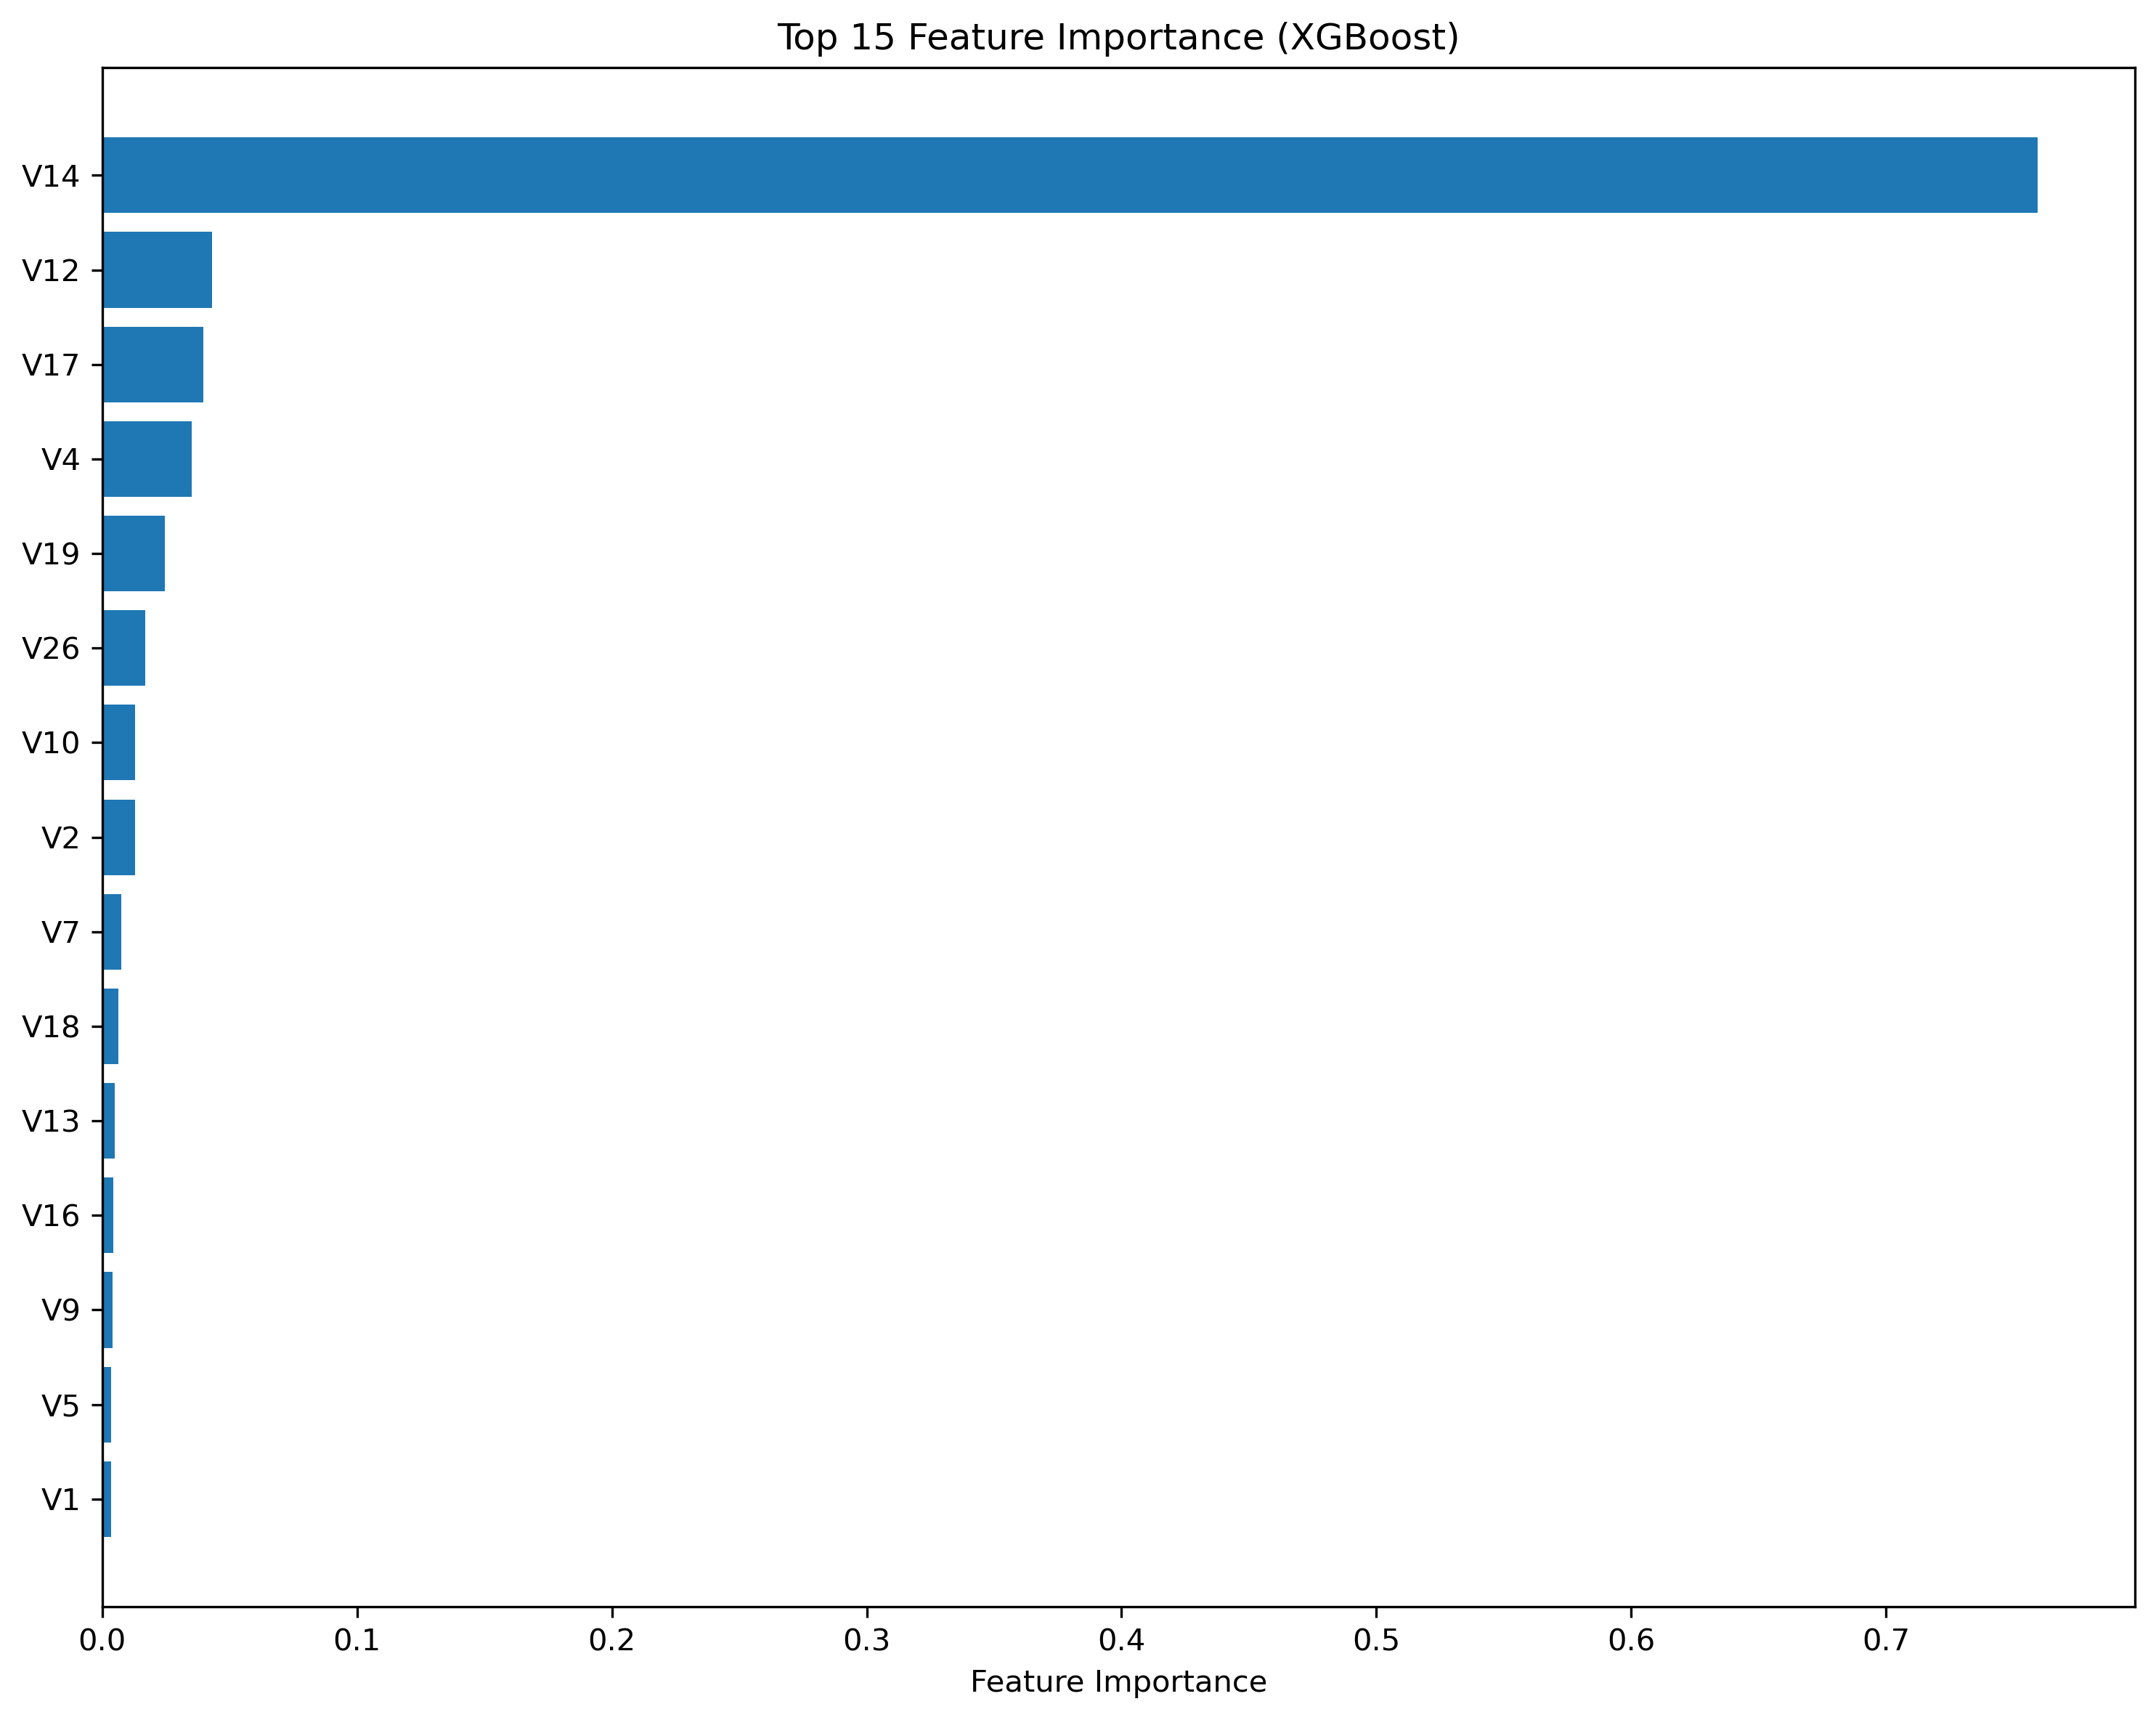 Top 15 Feature Importance (XGBoost)
V14
V12
V17
V4
V19
V26
V10
V2
V7
V18
V13
V16
V9
V5
V1
0.0 0.1 0.2 0.3 0.4 0.5 0.6 0.7
Feature Importance